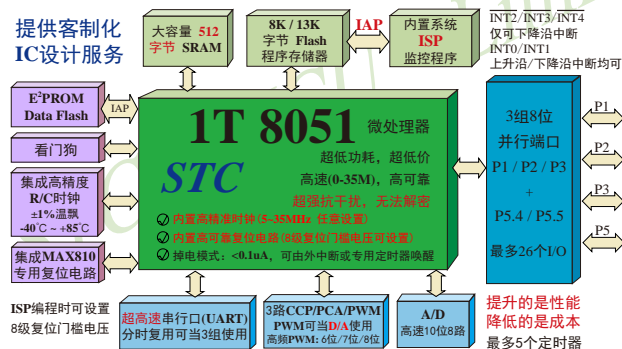 提供客制化
IC设计服务
大容量 512
字节 SRAM
8K / 13K
字节 Flash
程序存储器
IAP
内置系统
ISP
监控程序
INT2 / INT3 / INT4
仅可下降沿中断
INT0 / INT1
上升沿/下降沿中断均可
E²PROM
Data Flash
IAP
看门狗
集成高精度
R/C时钟
±1%温飘
-40℃ ~ +85℃
集成MAX810
专用复位电路
1T 8051 微处理器
STC
超低功耗，超低价
高速(0-35M)，高可靠
超强抗干扰，无法解密
内置高精准时钟(5~35MHz 任意设置)
内置高可靠复位电路(8级复位门槛电压可设置)
掉电模式：<0.1uA，可由外中断或专用定时器唤醒
3组8位
并行端口
P1 / P2 / P3
+
P5.4 / P5.5
最多26个I/O
P1
P2
P3
P5
ISP编程时可设置
8级复位门槛电压
超高速串行口(UART)
分时复用可当3组使用
3路CCP/PCA/PWM
PWM可当D/A使用
高频PWM: 6位/7位/8位
A/D
高速10位8路
提升的是性能
降低的是成本
最多5个定时器